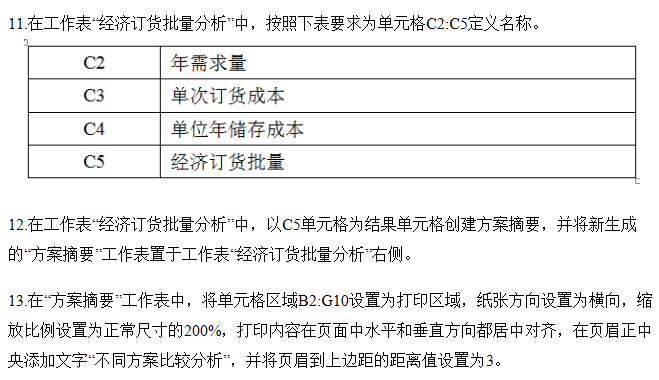 11.在工作表“经济订货批量分析”中，按照下表要求为单元格C2:C5定义名称。
C2 年需求量
C3 单次订货成本
C4 单位年储存成本
C5 经济订货批量
12.在工作表“经济订货批量分析”中，以C5单元格为结果单元格创建方案摘要，并将新生成
的“方案摘要”工作表置于工作表“经济订货批量分析”右侧。
13.在“方案摘要”工作表中，将单元格区域B2:G10设置为打印区域，纸张方向设置为横向，缩
放比例设置为正常尺寸的200%，打印内容在页面中水平和垂直方向都居中对齐，在页眉正中
央添加文字“不同方案比较分析”，并将页眉到上边距的距离值设置为3。